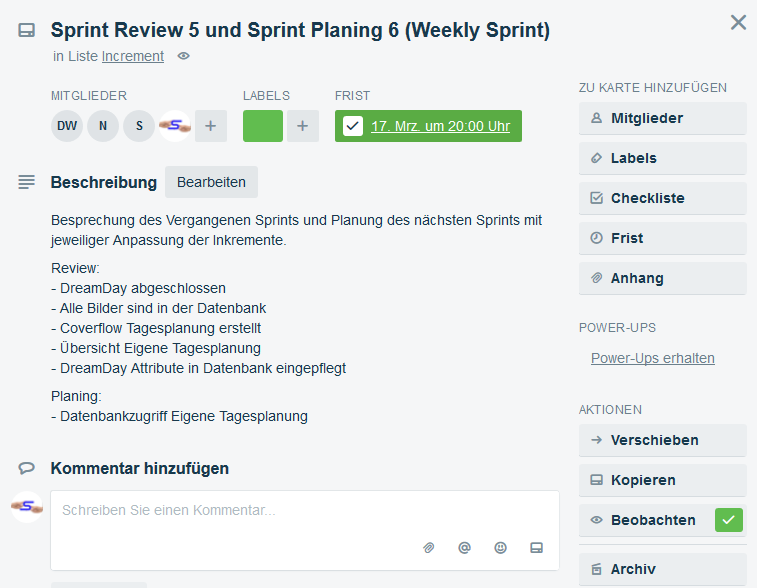 Sprint Review 5 und Sprint Planing 6 (Weekly Sprint)
in Liste Increment
MITGLIEDER
DW N S S +
LABELS
+
FRIST
17. Mrz. um 20:00 Uhr
Beschreibung Bearbeiten
Besprechung des Vergangenen Sprints und Planung des nächsten Sprints mit
jeweiliger Anpassung der Inkremente.
Review:
- DreamDay abgeschlossen
- Alle Bilder sind in der Datenbank
- Coverflow Tagesplanung erstellt
- Übersicht Eigene Tagesplanung
- DreamDay Attribute in Datenbank eingepflegt
Planing:
- Datenbankzugriff Eigene Tagesplanung
Kommentar hinzufügen
S
Schreiben Sie einen Kommentar...
ZU KARTE HINZUFÜGEN
Mitglieder
Labels
Checkliste
Frist
Anhang
POWER-UPS
Power-Ups erhalten
AKTIONEN
Verschieben
Kopieren
Beobachten
Archiv